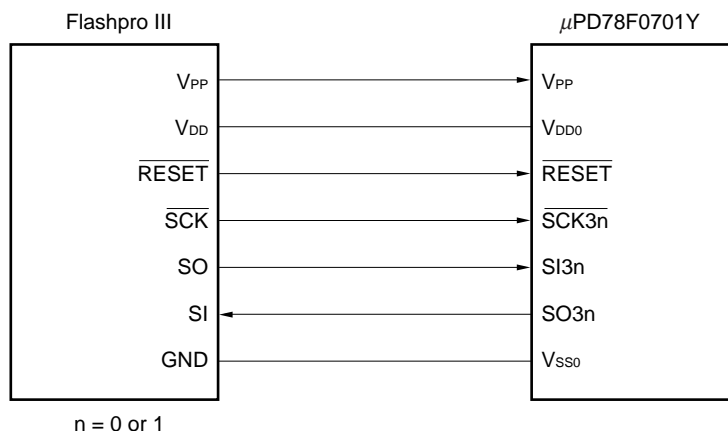 Flashpro III μPD78F0701Y
VPP VPP
VDD VDD0
RESET RESET
SCK SCK3n
SO SI3n
SI SO3n
GND VSS0
n = 0 or 1